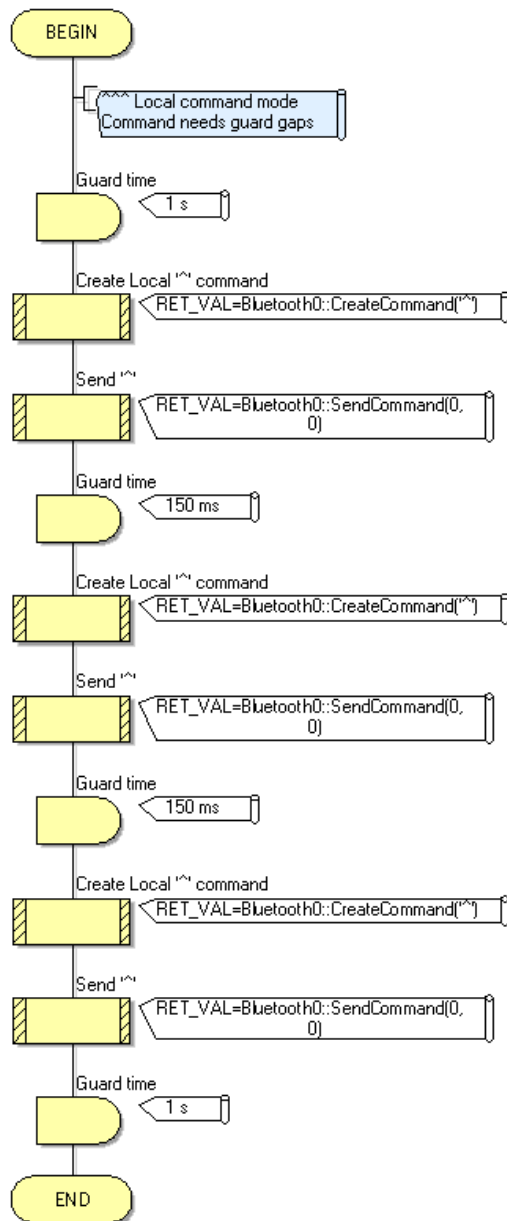 BEGIN
^^^ Local command mode
Command needs guard gaps
Guard time
1 s
Create Local '^' command
RET_VAL=Bluetooth0::CreateCommand('^')
Send '^'
RET_VAL=Bluetooth0::SendCommand(0,
0)
Guard time
150 ms
Create Local '^' command
RET_VAL=Bluetooth0::CreateCommand('^')
Send '^'
RET_VAL=Bluetooth0::SendCommand(0,
0)
Guard time
150 ms
Create Local '^' command
RET_VAL=Bluetooth0::CreateCommand('^')
Send '^'
RET_VAL=Bluetooth0::SendCommand(0,
0)
Guard time
1 s
END